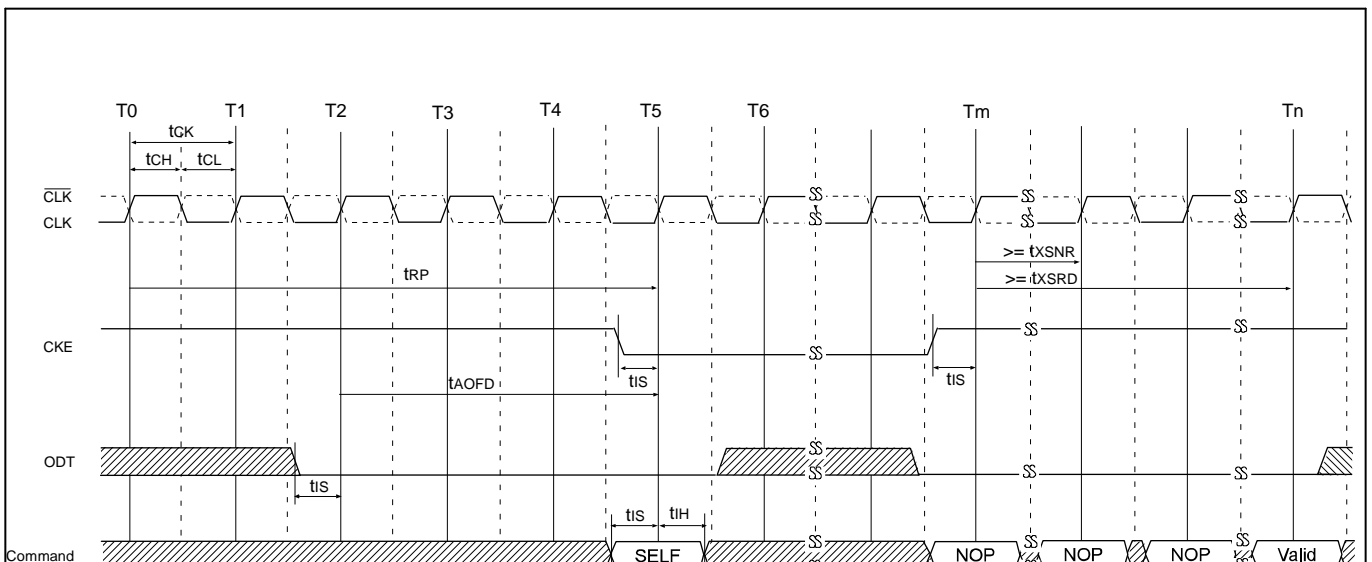 T0 T1 T2 T3 T4 T5 T6 Tm Tn
tCK
tCH tCL
CLK
CLK
>= tXSNR
tRP >= tXSRD
CKE
tIS tIS
tAOFD
ODT
tIS
tIS tIH
Command SELF NOP NOP NOP Valid